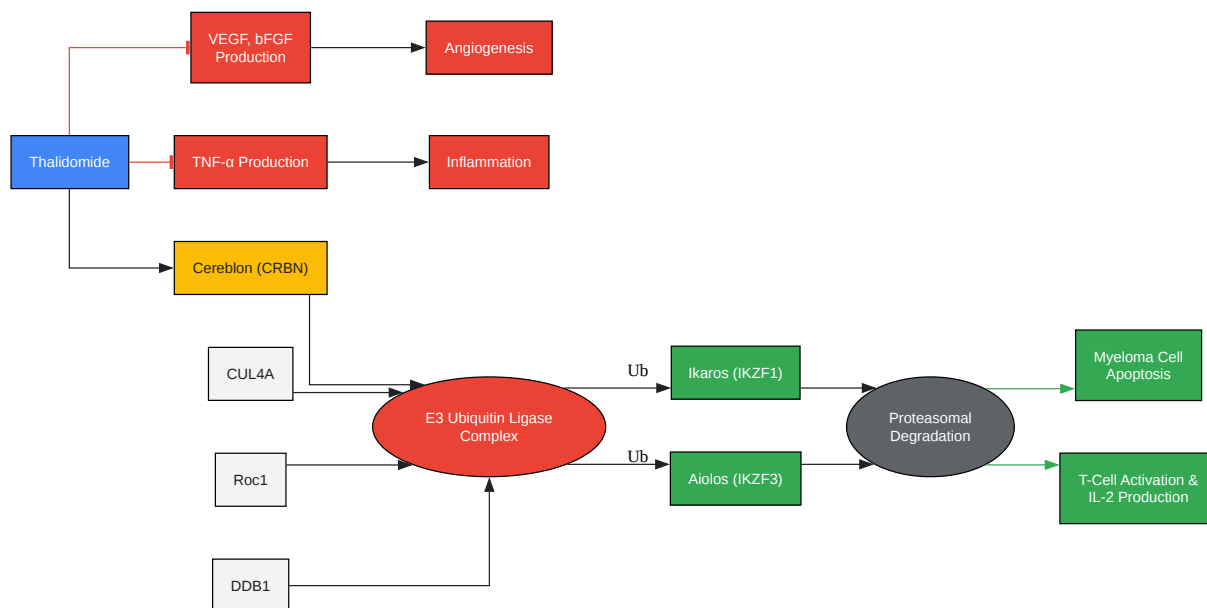 VEGF, bFGF
Production
Angiogenesis
Thalidomide
TNF-α Production
Inflammation
Cereblon (CRBN)
CUL4A
Roc1
DDB1
E3 Ubiquitin Ligase
Complex
Ub
Ub
Ikaros (IKZF1)
Aiolos (IKZF3)
Proteasomal
Degradation
Myeloma Cell
Apoptosis
T-Cell Activation &
IL-2 Production